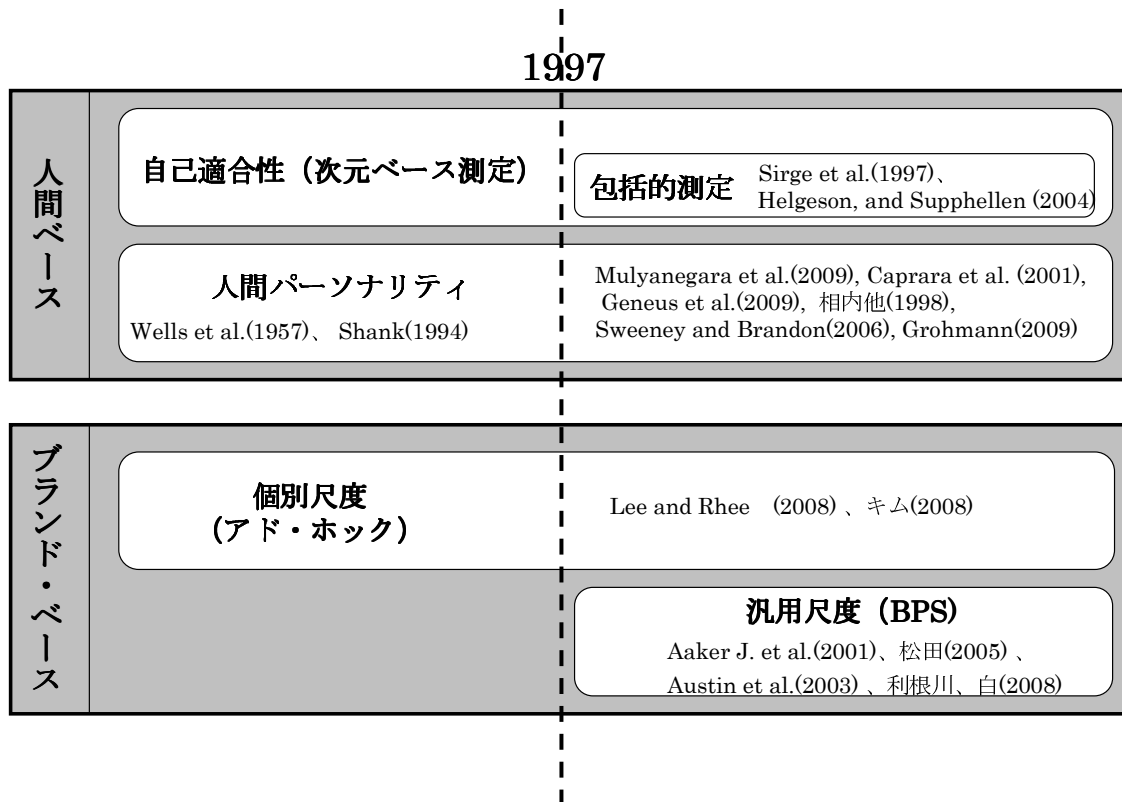 1997
人間ベース
自己適合性（次元ベース測定）
包括的測定
Sirge et al.(1997)、
Helgeson, and Supphellen (2004)
人間パーソナリティ
Wells et al.(1957)、 Shank(1994)
Mulyanegara et al.(2009), Caprara et al. (2001),
Geneus et al.(2009), 相内他(1998),
Sweeney and Brandon(2006), Grohmann(2009)
ブランド・ベース
個別尺度
（アド・ホック）
Lee and Rhee （2008）、キム(2008)
汎用尺度（BPS）
Aaker J. et al.(2001)、松田(2005) 、
Austin et al.(2003) 、利根川、白(2008)